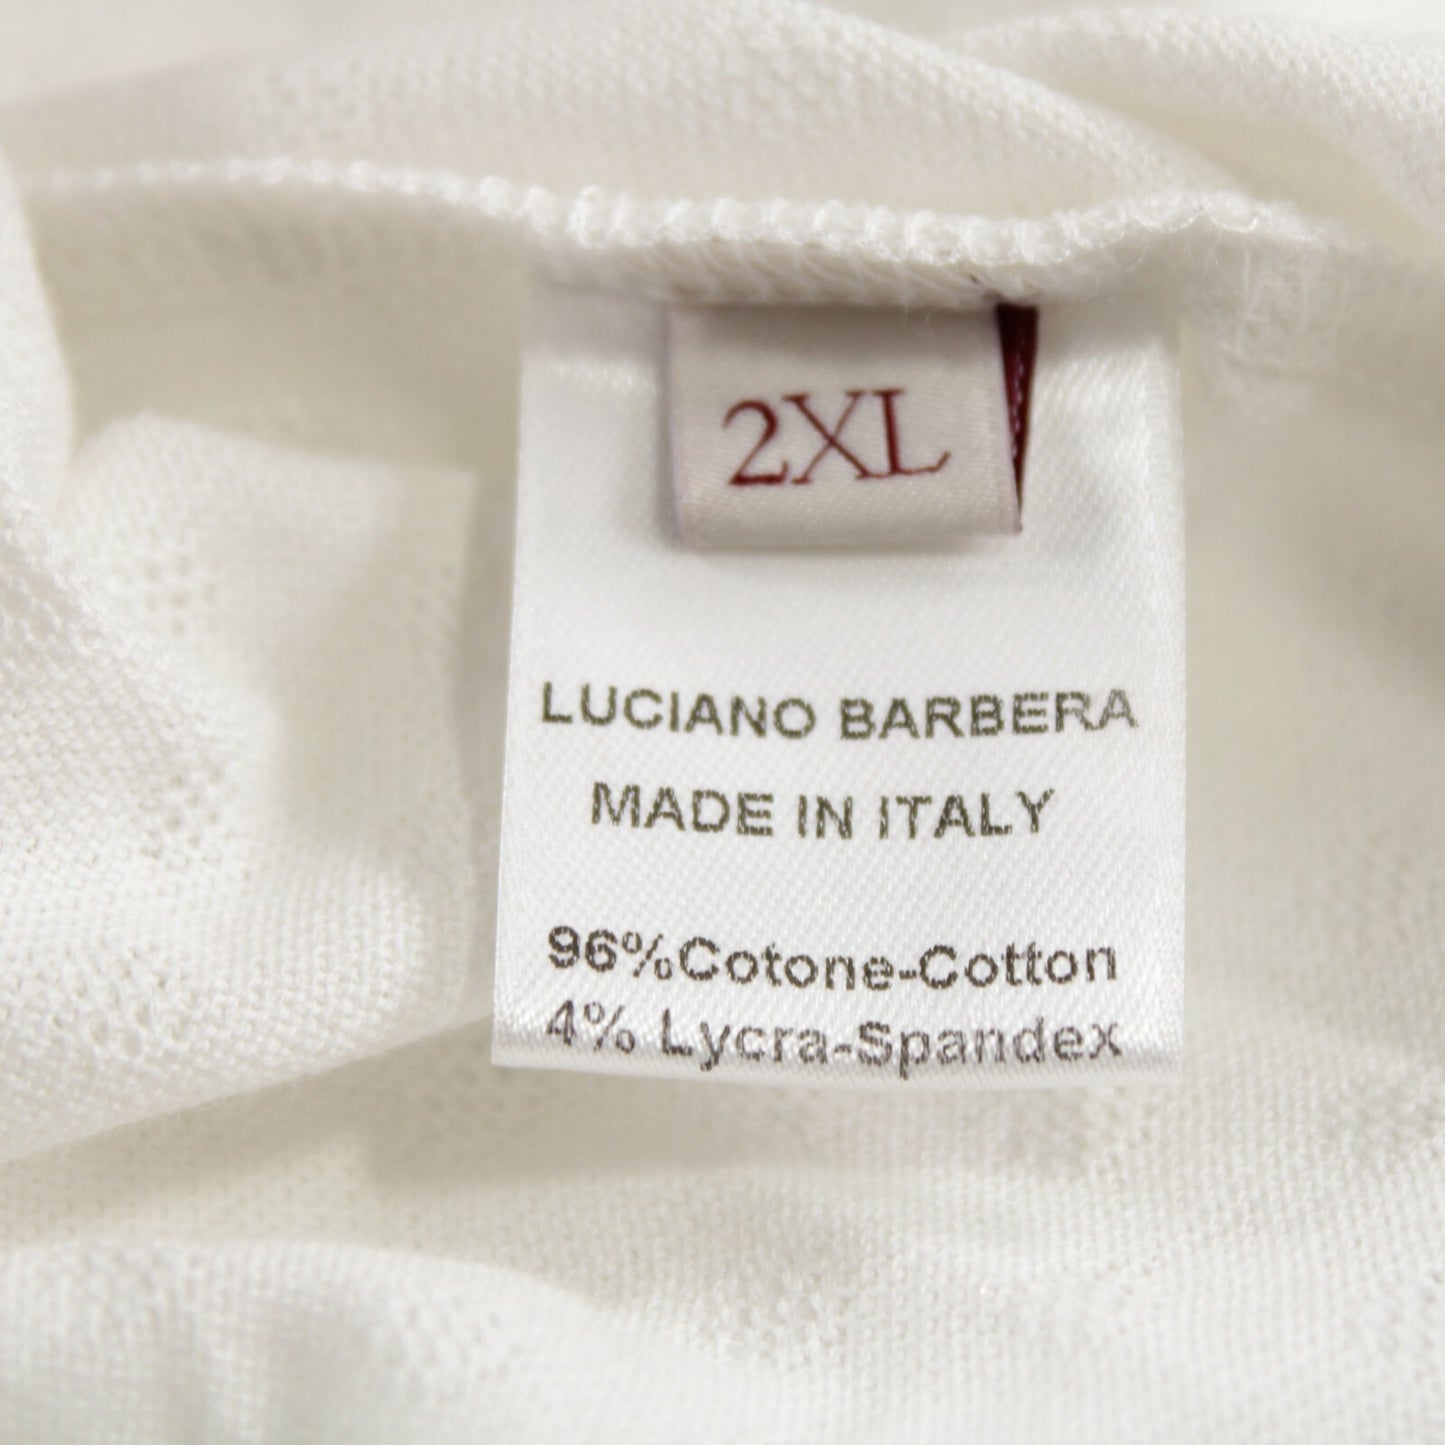 2XL
LUCIANO BARBERA
MADE IN ITALY
96%Cotone-Cotton
4% Lycra-Spandex